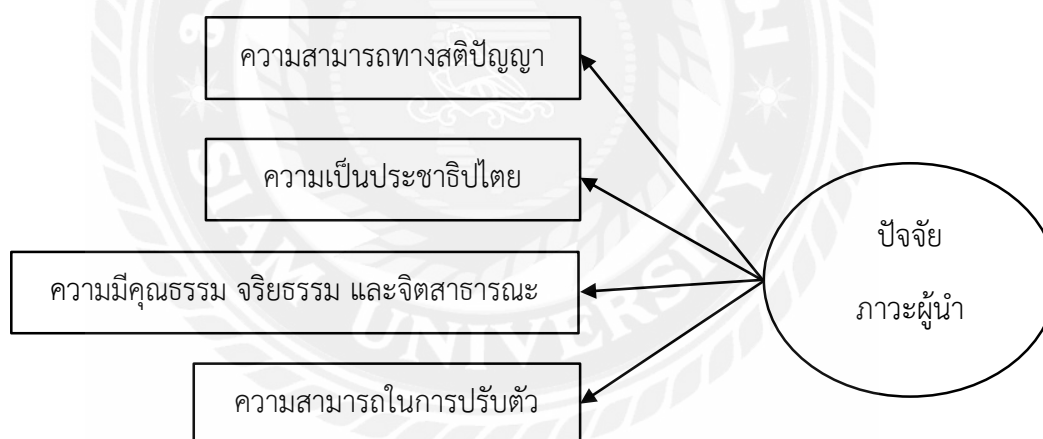 ความสามารถทางสติปัญญา
ความเป็นประชาธิปไตย
ปัจจัย
ภาวะผู้นำ
ความมีคุณธรรม จริยธรรม และจิตสาธารณะ
ความสามารถในการปรับตัว
SIAM UNIVERSITY